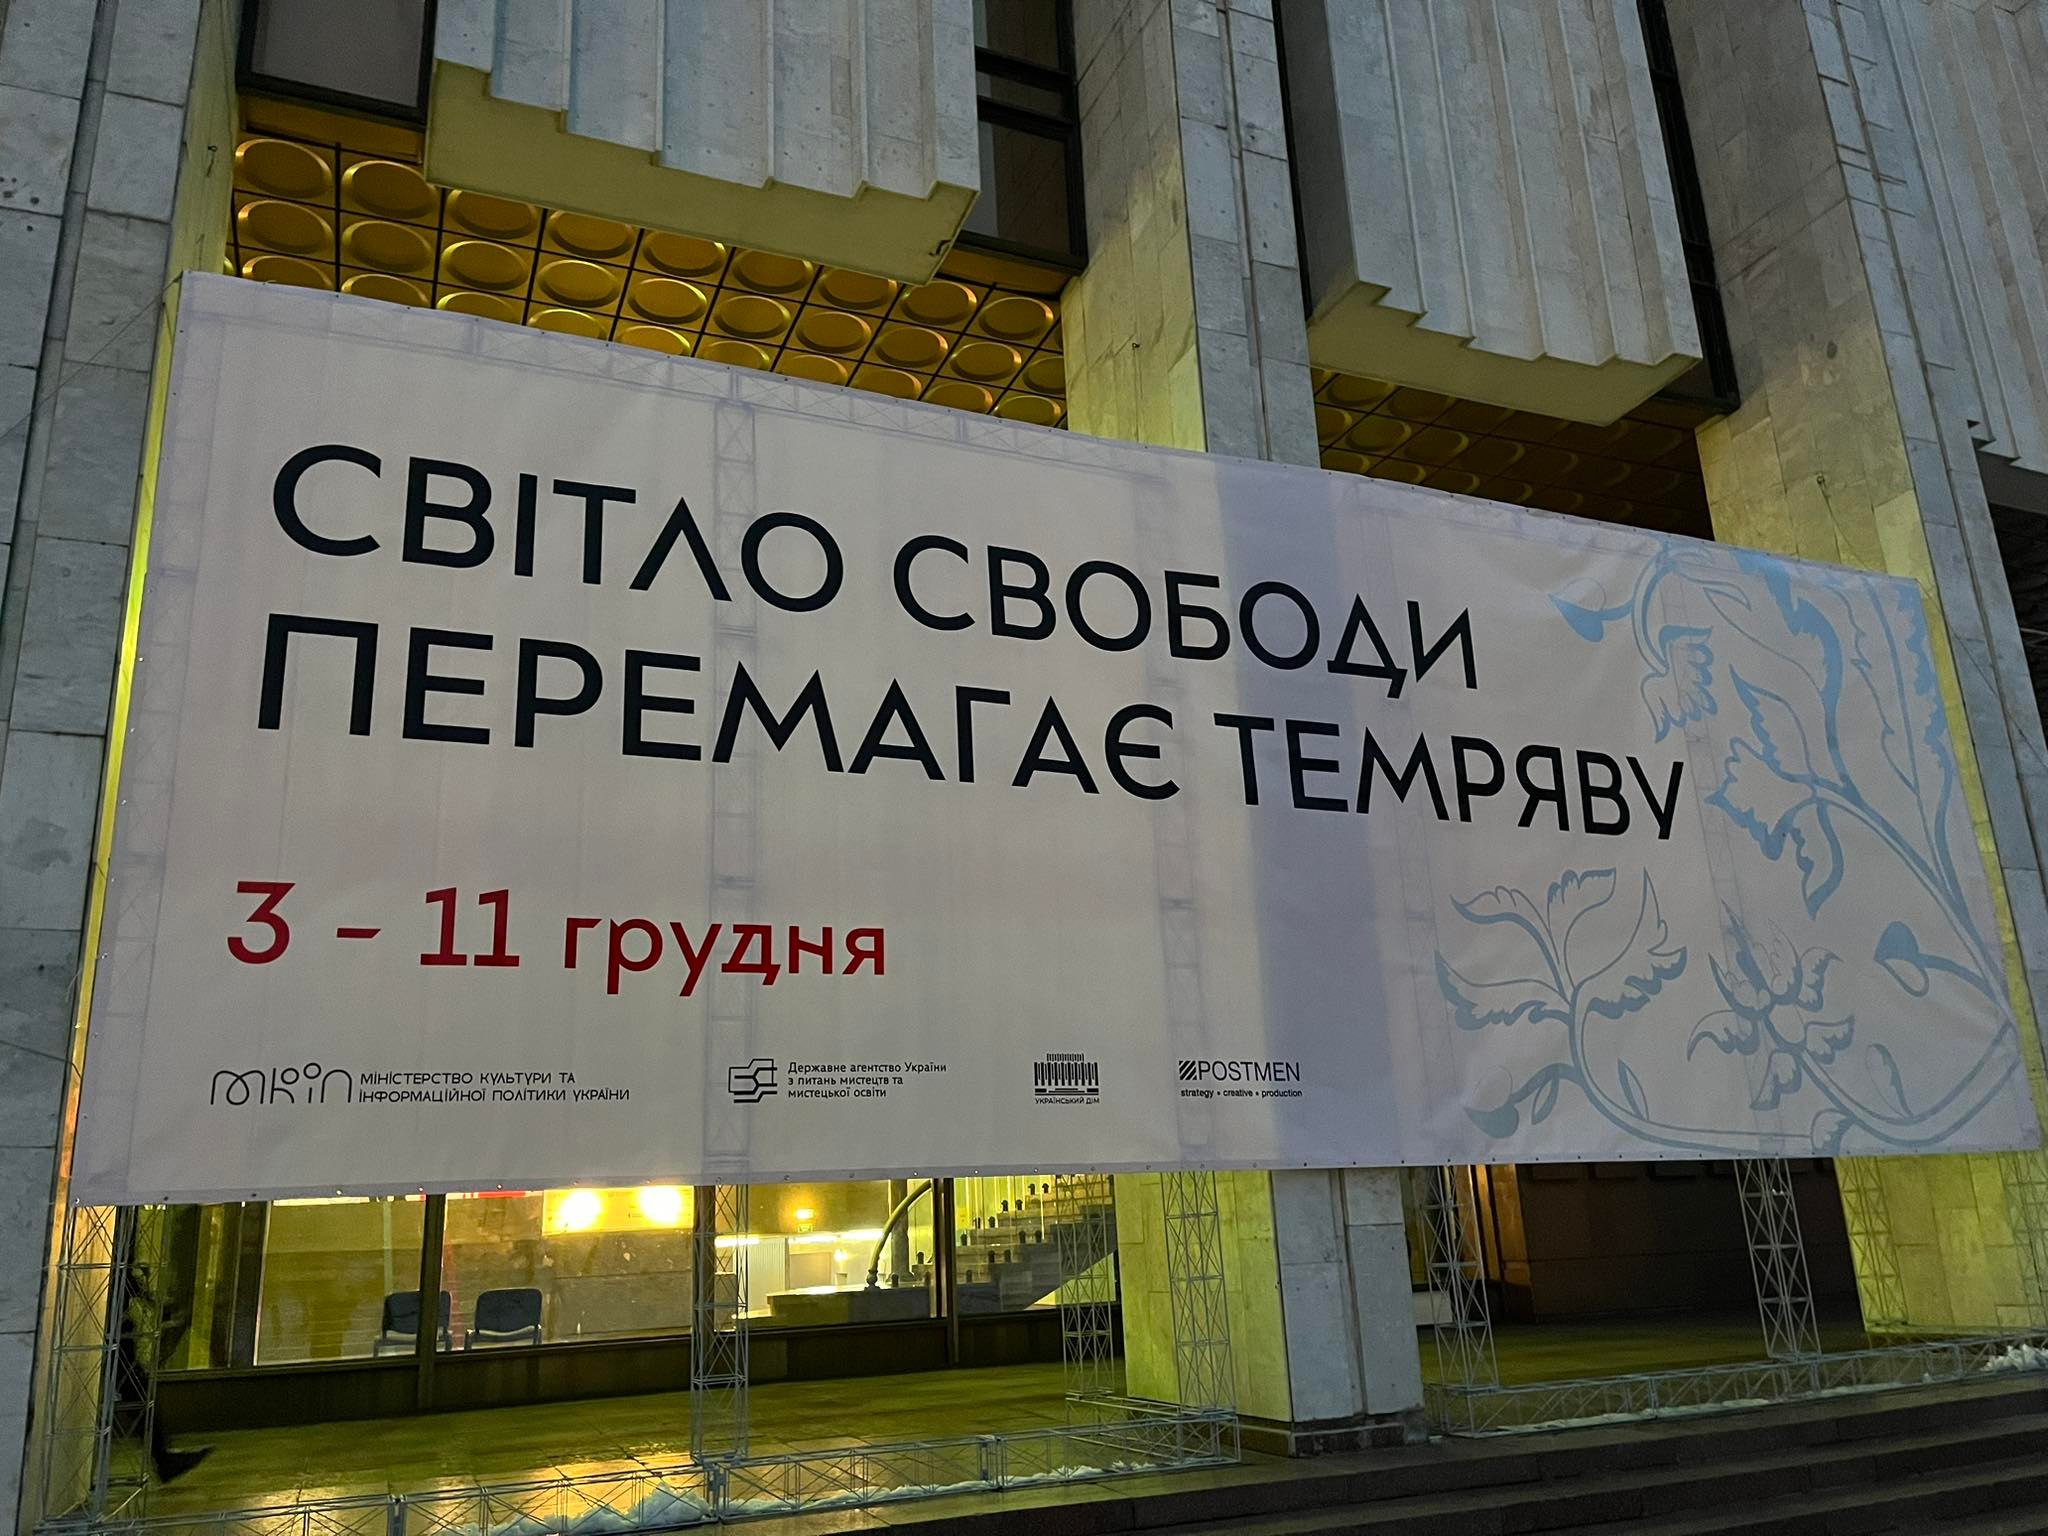 СВІТЛО СВОБОДИ
ПЕРЕМАГАЄ ТЕМРЯВУ
3 - 11 грудня
мкіп МІНІСТЕРСТВО КУЛЬТУРИ ТА
ІНФОРМАЦІЙНОЇ ПОЛІТИКИ УКРАЇНИ
Державне агентство України
з питань мистецтв та
мистецької освіти
УКРАЇНСЬКИЙ ДІМ
POSTMEN
strategy • creative • production